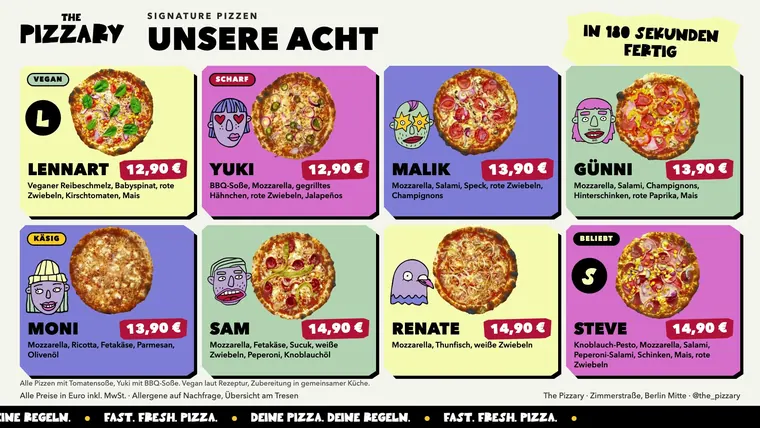 THE
PIZZARY
SIGNATURE PIZZEN
UNSERE ACHT
IN 180 SEKUNDEN
FERTIG
VEGAN
L
LENNART
12,90 €
Veganer Reibeschmelz, Babyspinat, rote
Zwiebeln, Kirschtomaten, Mais
SCHARF
YUKI
12,90 €
BBQ-Soße, Mozzarella, gegrilltes
Hähnchen, rote Zwiebeln, Jalapeños
MALIK
13,90 €
Mozzarella, Salami, Speck, rote Zwiebeln,
Champignons
GÜNNI
13,90 €
Mozzarella, Salami, Champignons,
Hinterschinken, rote Paprika, Mais
KÄSIG
MONI
13,90 €
Mozzarella, Ricotta, Fetakäse, Parmesan,
Olivenöl
SAM
14,90 €
Mozzarella, Fetakäse, Sucuk, weiße
Zwiebeln, Peperoni, Knoblauchöl
RENATE
14,90 €
Mozzarella, Thunfisch, weiße Zwiebeln
BELIEBT
S
STEVE
14,90 €
Knoblauch-Pesto, Mozzarella, Salami,
Peperoni-Salami, Schinken, Mais, rote
Zwiebeln
Alle Pizzen mit Tomatensoße, Yuki mit BBQ-Soße. Vegan laut Rezeptur, Zubereitung in gemeinsamer Küche.
Alle Preise in Euro inkl. MwSt. · Allergene auf Nachfrage, Übersicht am Tresen
The Pizzary · Zimmerstraße, Berlin Mitte · @the_pizzary
EINE REGELN. • FAST. FRESH. PIZZA. • DEINE PIZZA. DEINE REGELN. • FAST. FRESH. PIZZA. •